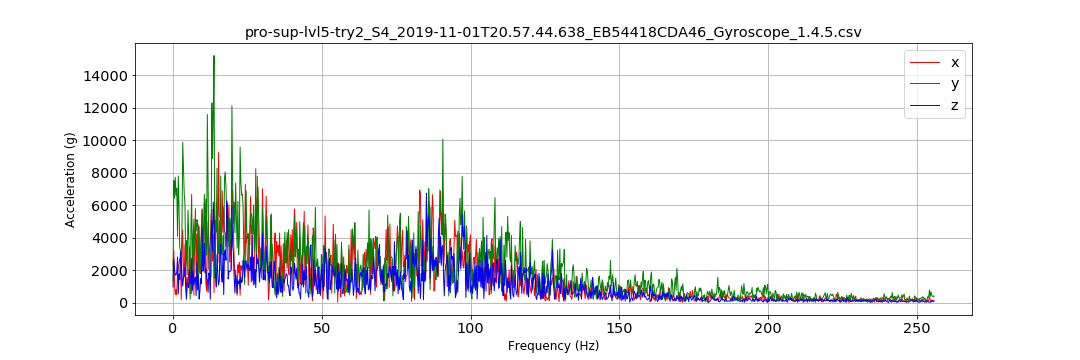 pro-sup-lvl5-try2_S4_2019-11-01T20.57.44.638_EB54418CDA46_Gyroscope_1.4.5.csv
x
y
z
14000
12000
10000
8000
6000
4000
2000
0
Acceleration (g)
0 50 100 150 200 250
Frequency (Hz)